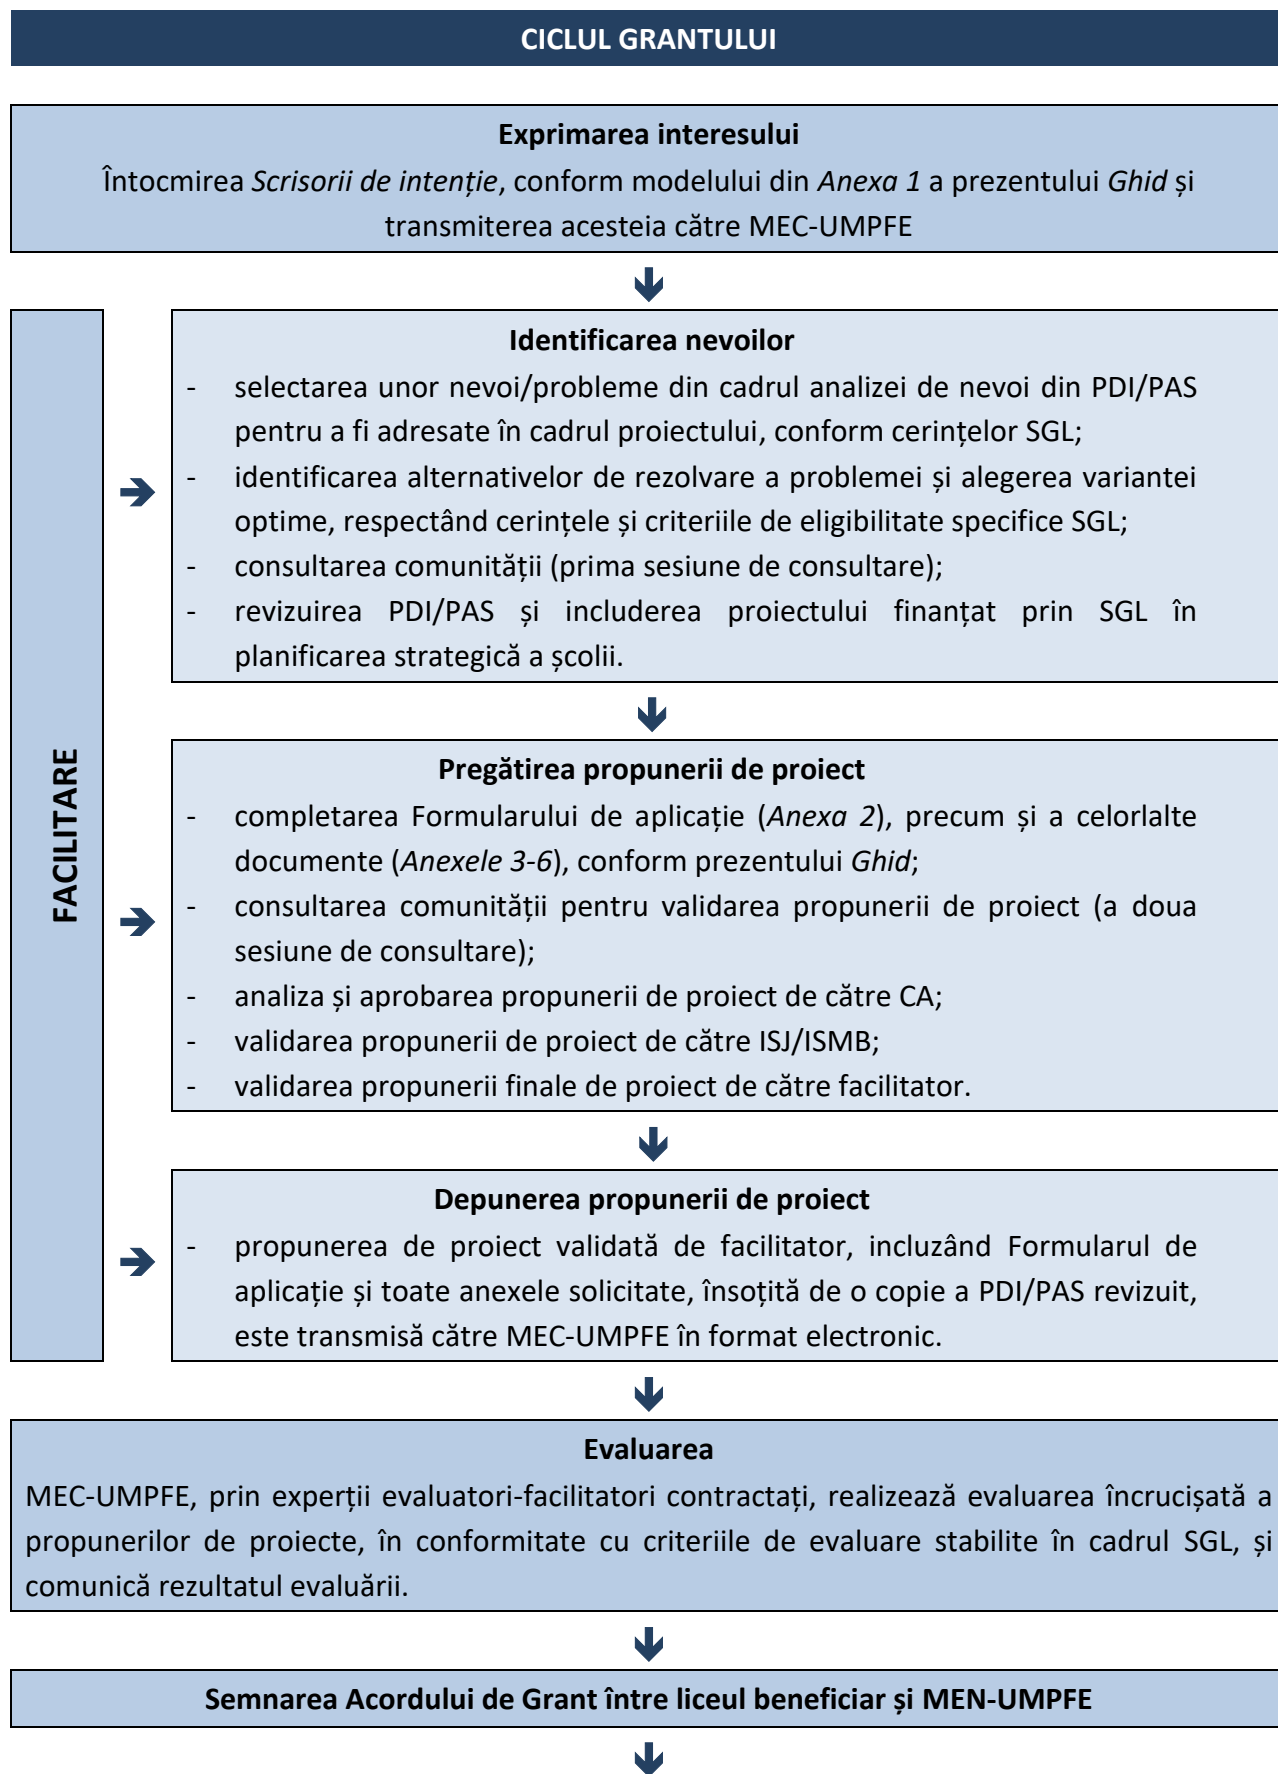 CICLUL GRANTULUI
Exprimarea interesului
Întocmirea Scrisorii de intenție, conform modelului din Anexa 1 a prezentului Ghid și
transmiterea acesteia către MEC-UMPFE
FACILITARE
Identificarea nevoilor
- selectarea unor nevoi/probleme din cadrul analizei de nevoi din PDI/PAS
pentru a fi adresate în cadrul proiectului, conform cerințelor SGL;
- identificarea alternativelor de rezolvare a problemei și alegerea variantei
optime, respectând cerințele și criteriile de eligibilitate specifice SGL;
- consultarea comunității (prima sesiune de consultare);
- revizuirea PDI/PAS și includerea proiectului finanțat prin SGL în
planificarea strategică a școlii.
Pregătirea propunerii de proiect
- completarea Formularului de aplicație (Anexa 2), precum și a celorlalte
documente (Anexele 3-6), conform prezentului Ghid;
- consultarea comunității pentru validarea propunerii de proiect (a doua
sesiune de consultare);
- analiza și aprobarea propunerii de proiect de către CA;
- validarea propunerii de proiect de către ISJ/ISMB;
- validarea propunerii finale de proiect de către facilitator.
Depunerea propunerii de proiect
- propunerea de proiect validată de facilitator, incluzând Formularul de
aplicație și toate anexele solicitate, însoțită de o copie a PDI/PAS revizuit,
este transmisă către MEC-UMPFE în format electronic.
Evaluarea
MEC-UMPFE, prin experții evaluatori-facilitatori contractați, realizează evaluarea încrucișată a
propunerilor de proiecte, în conformitate cu criteriile de evaluare stabilite în cadrul SGL, și
comunică rezultatul evaluării.
Semnarea Acordului de Grant între liceul beneficiar și MEN-UMPFE